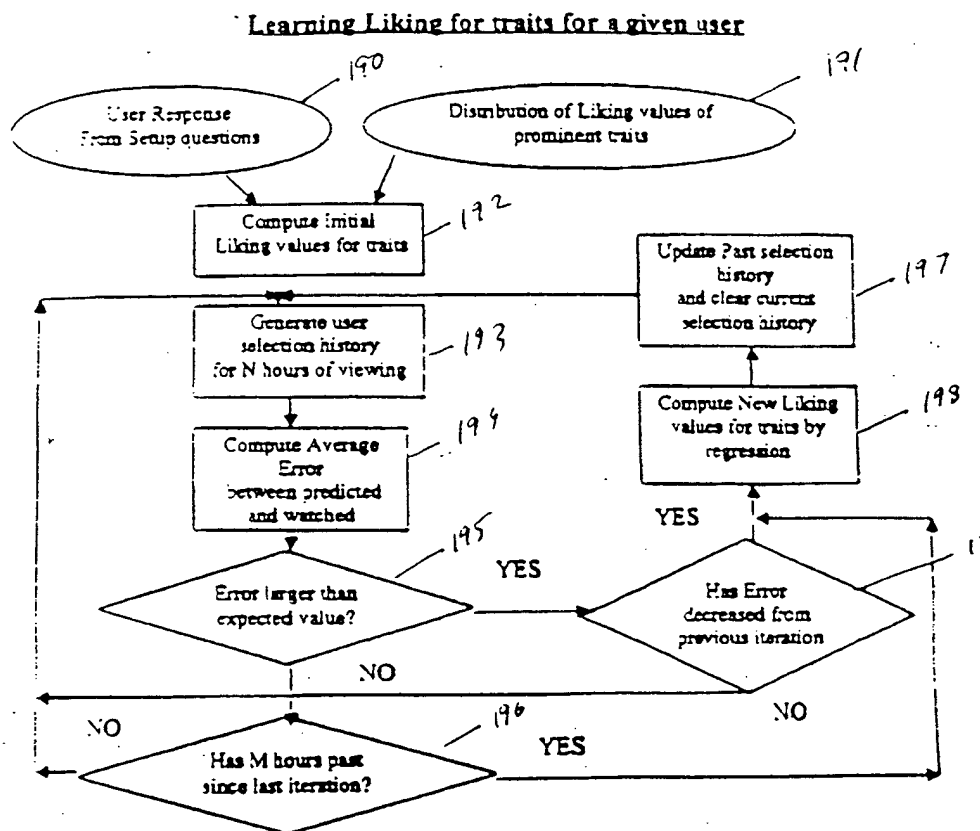 Learning Liking for traits for a given user
190
191
User Response
From Setup questions
Distribution of Liking values of
prominent traits
192
Compute Initial
Liking values for traits
Update Past selection
history
and clear current
selection history
197
Generate user
selection history
for N hours of viewing
193
Compute New Liking
values for traits by
regression
198
Compute Average
Error
between predicted
and watched
194
YES
195
YES
Error larger than
expected value?
Has Error
decreased from
previous iteration
NO
NO
NO
196
YES
Has M hours past
since last iteration?